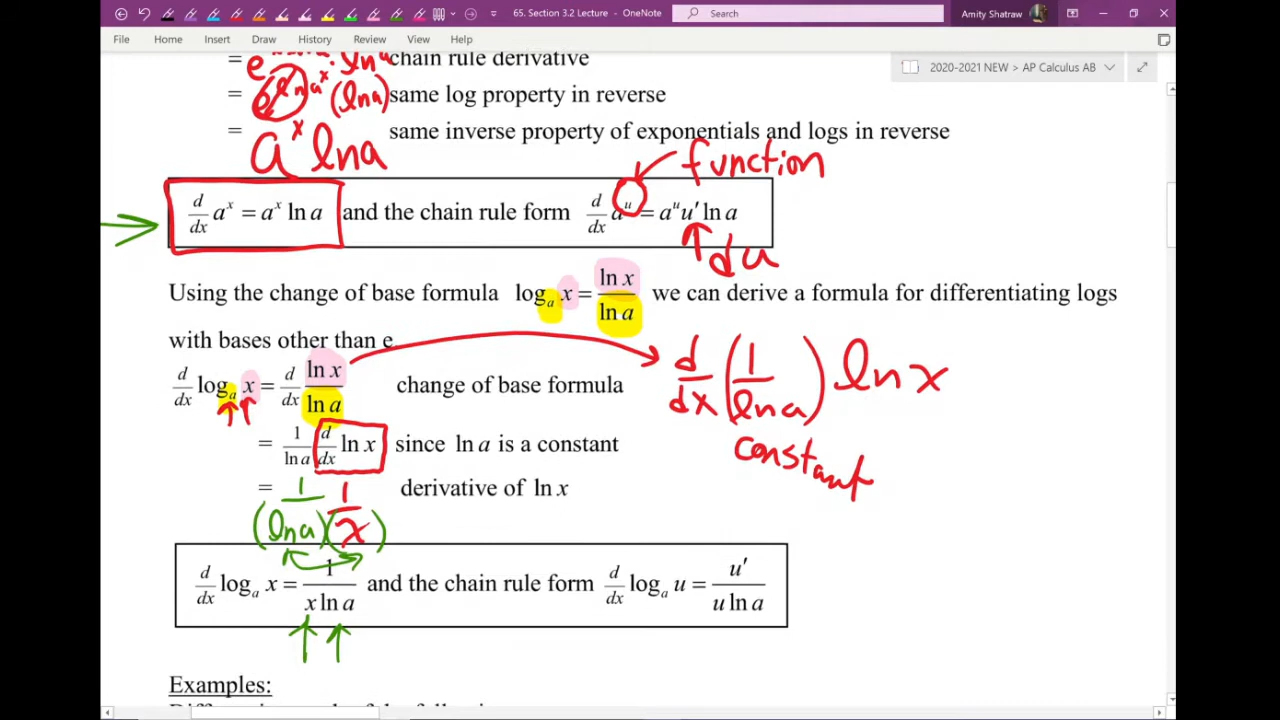 65. Section 3.2 Lecture - OneNote
Search
Amity Shatraw
File Home Insert Draw History Review View Help
2020-2021 NEW > AP Calculus AB
= e · ln a chain rule derivative
= e^{ln a^x} (ln a) same log property in reverse
= a^x ln a same inverse property of exponentials and logs in reverse
function
d/dx a^x = a^x ln a and the chain rule form d/dx a^u = a^u u′ ln a
du
Using the change of base formula log_a x = ln x / ln a we can derive a formula for differentiating logs
with bases other than e
d/dx log_a x = d/dx ln x / ln a change of base formula
d/dx (1/ln a) ln x
constant
= 1/ln a d/dx ln x since ln a is a constant
= 1/(ln a) (1/x) derivative of ln x
d/dx log_a x = 1/(x ln a) and the chain rule form d/dx log_a u = u′/(u ln a)
Examples: